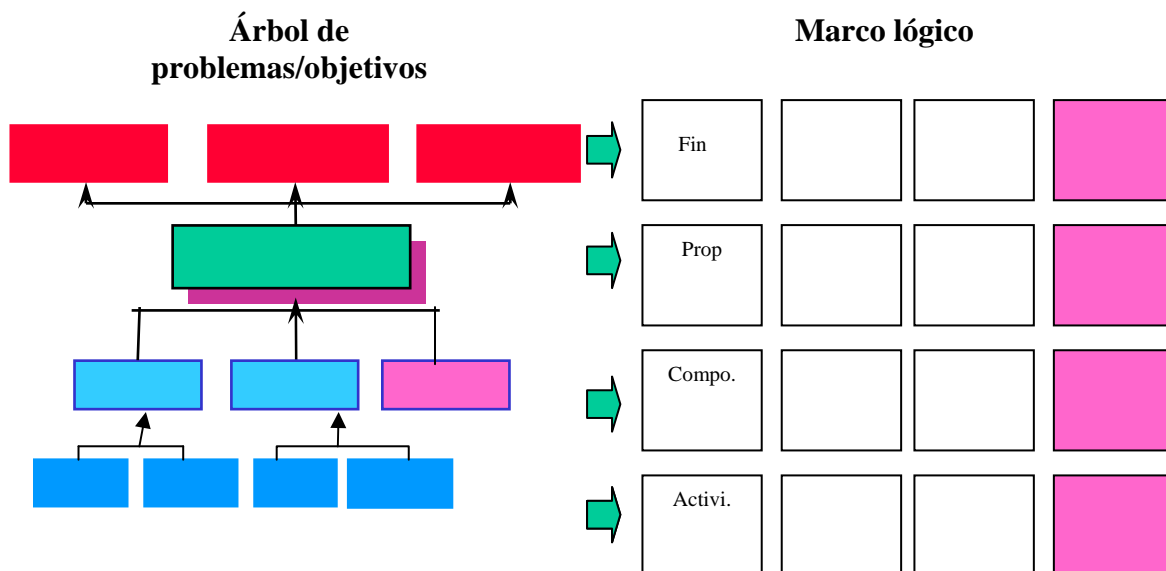 Árbol de
problemas/objetivos
Marco lógico
Fin
Prop
Compo.
Activi.